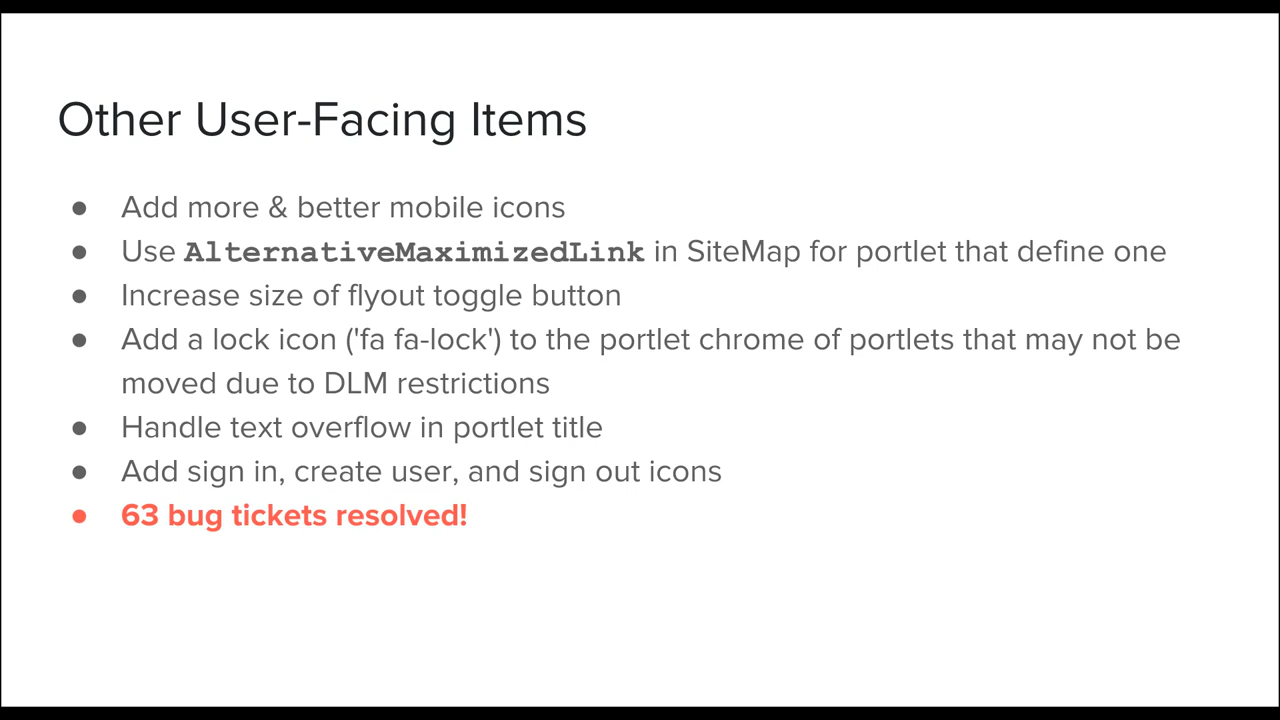 Other User-Facing Items
● Add more & better mobile icons
● Use AlternativeMaximizedLink in SiteMap for portlet that define one
● Increase size of flyout toggle button
● Add a lock icon ('fa fa-lock') to the portlet chrome of portlets that may not be
moved due to DLM restrictions
● Handle text overflow in portlet title
● Add sign in, create user, and sign out icons
● 63 bug tickets resolved!